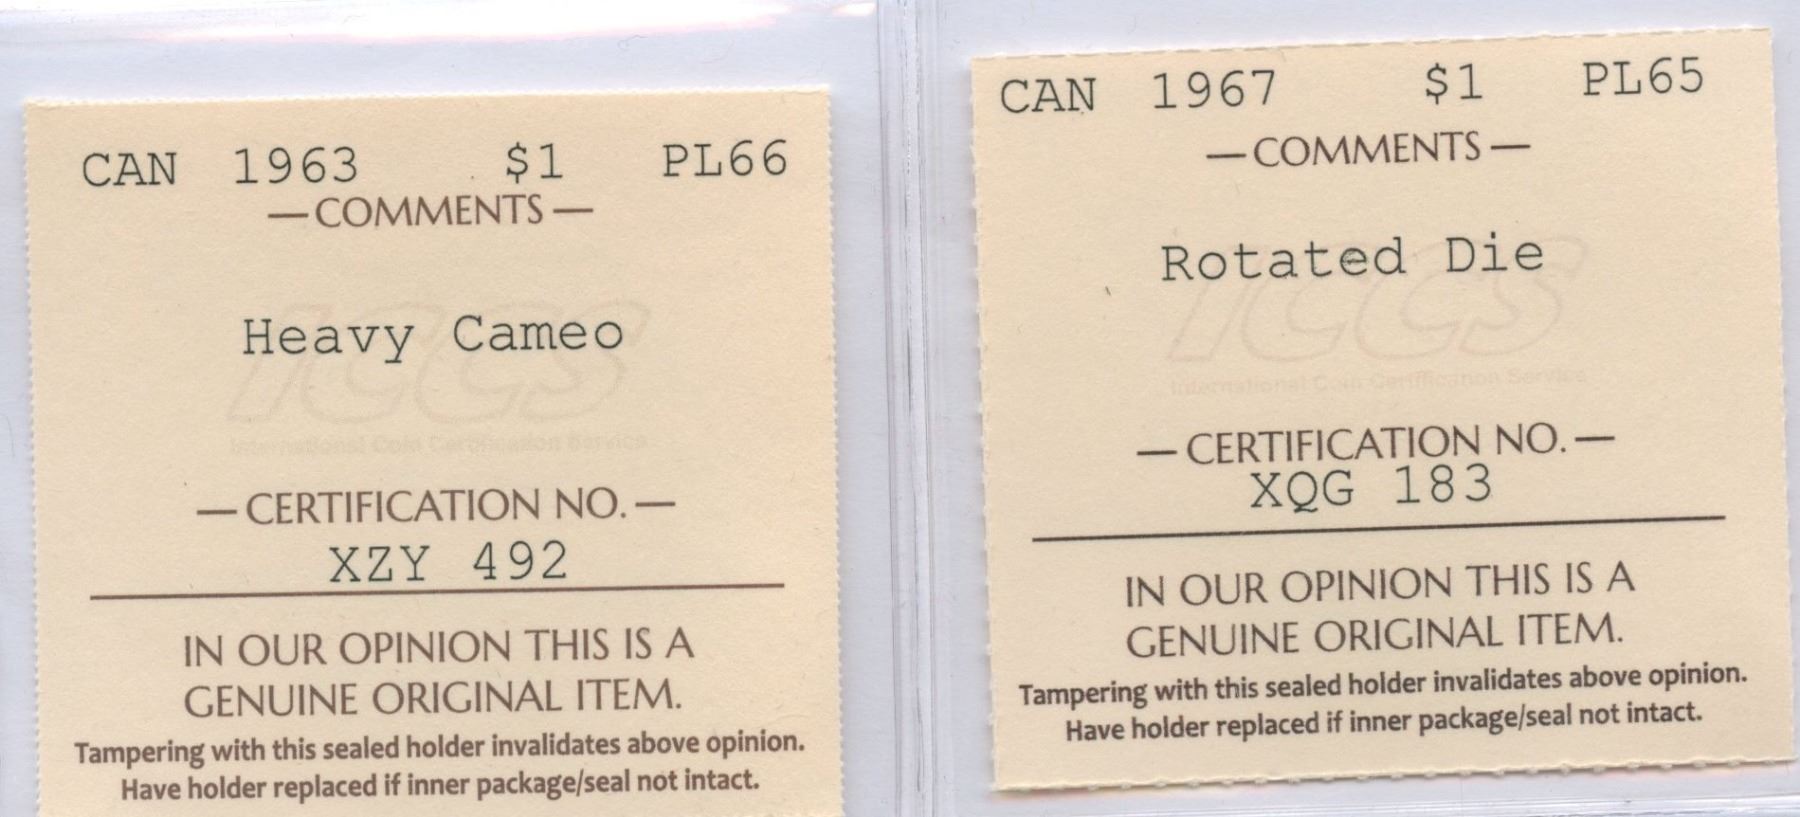 CAN 1963 $1 PL66
—COMMENTS—
Heavy Cameo
ICCS
International Coin Certification Service
—CERTIFICATION NO.—
XZY 492
IN OUR OPINION THIS IS A
GENUINE ORIGINAL ITEM.
Tampering with this sealed holder invalidates above opinion.
Have holder replaced if inner package/seal not intact.
CAN 1967 $1 PL65
—COMMENTS—
Rotated Die
ICCS
International Coin Certification Service
—CERTIFICATION NO.—
XQG 183
IN OUR OPINION THIS IS A
GENUINE ORIGINAL ITEM.
Tampering with this sealed holder invalidates above opinion.
Have holder replaced if inner package/seal not intact.